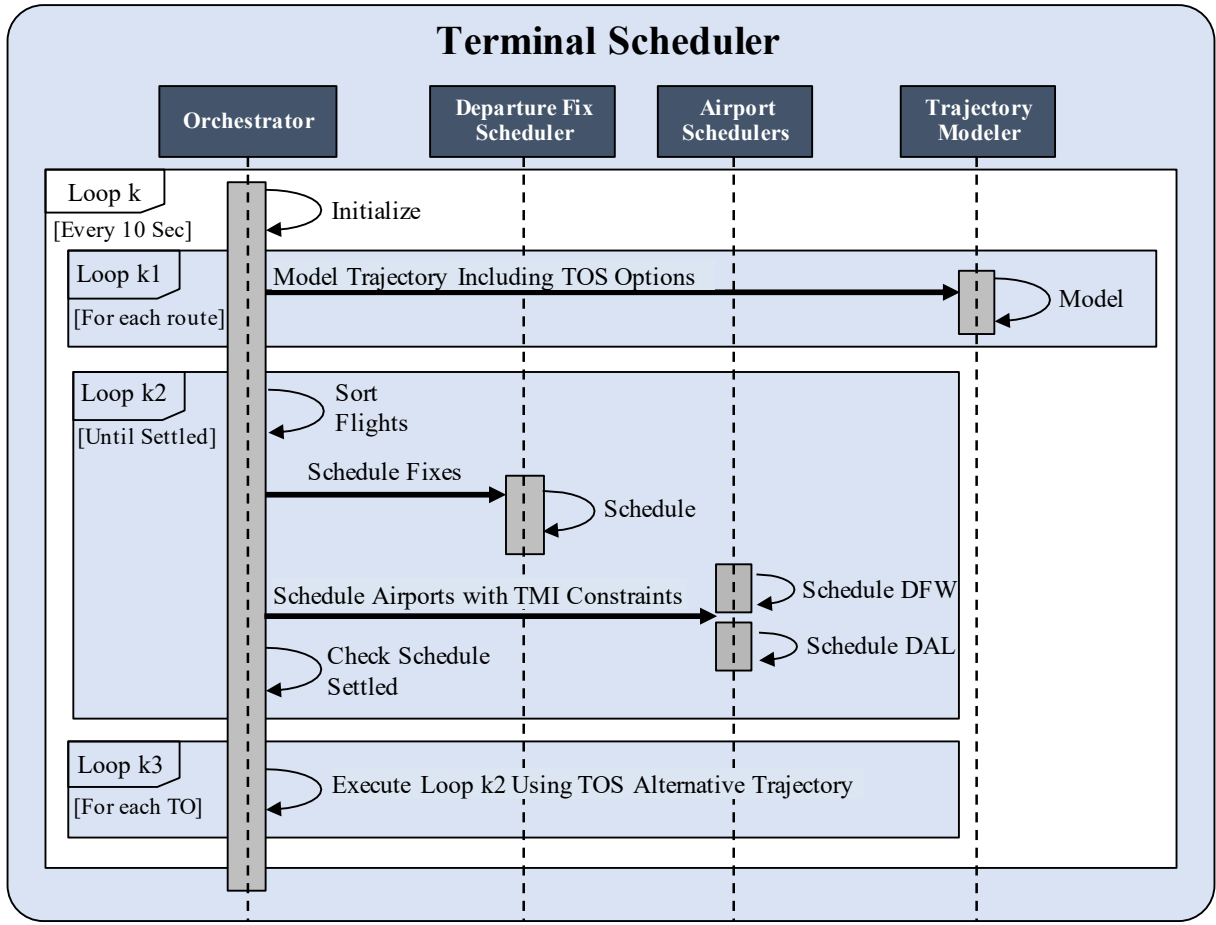 Terminal Scheduler
Orchestrator
Departure Fix
Scheduler
Airport
Schedulers
Trajectory
Modeler
Loop k
[Every 10 Sec]
Initialize
Loop k1
[For each route]
Model Trajectory Including TOS Options
Model
Loop k2
[Until Settled]
Sort
Flights
Schedule Fixes
Schedule
Schedule Airports with TMI Constraints
Schedule DFW
Schedule DAL
Check Schedule
Settled
Loop k3
[For each TO]
Execute Loop k2 Using TOS Alternative Trajectory